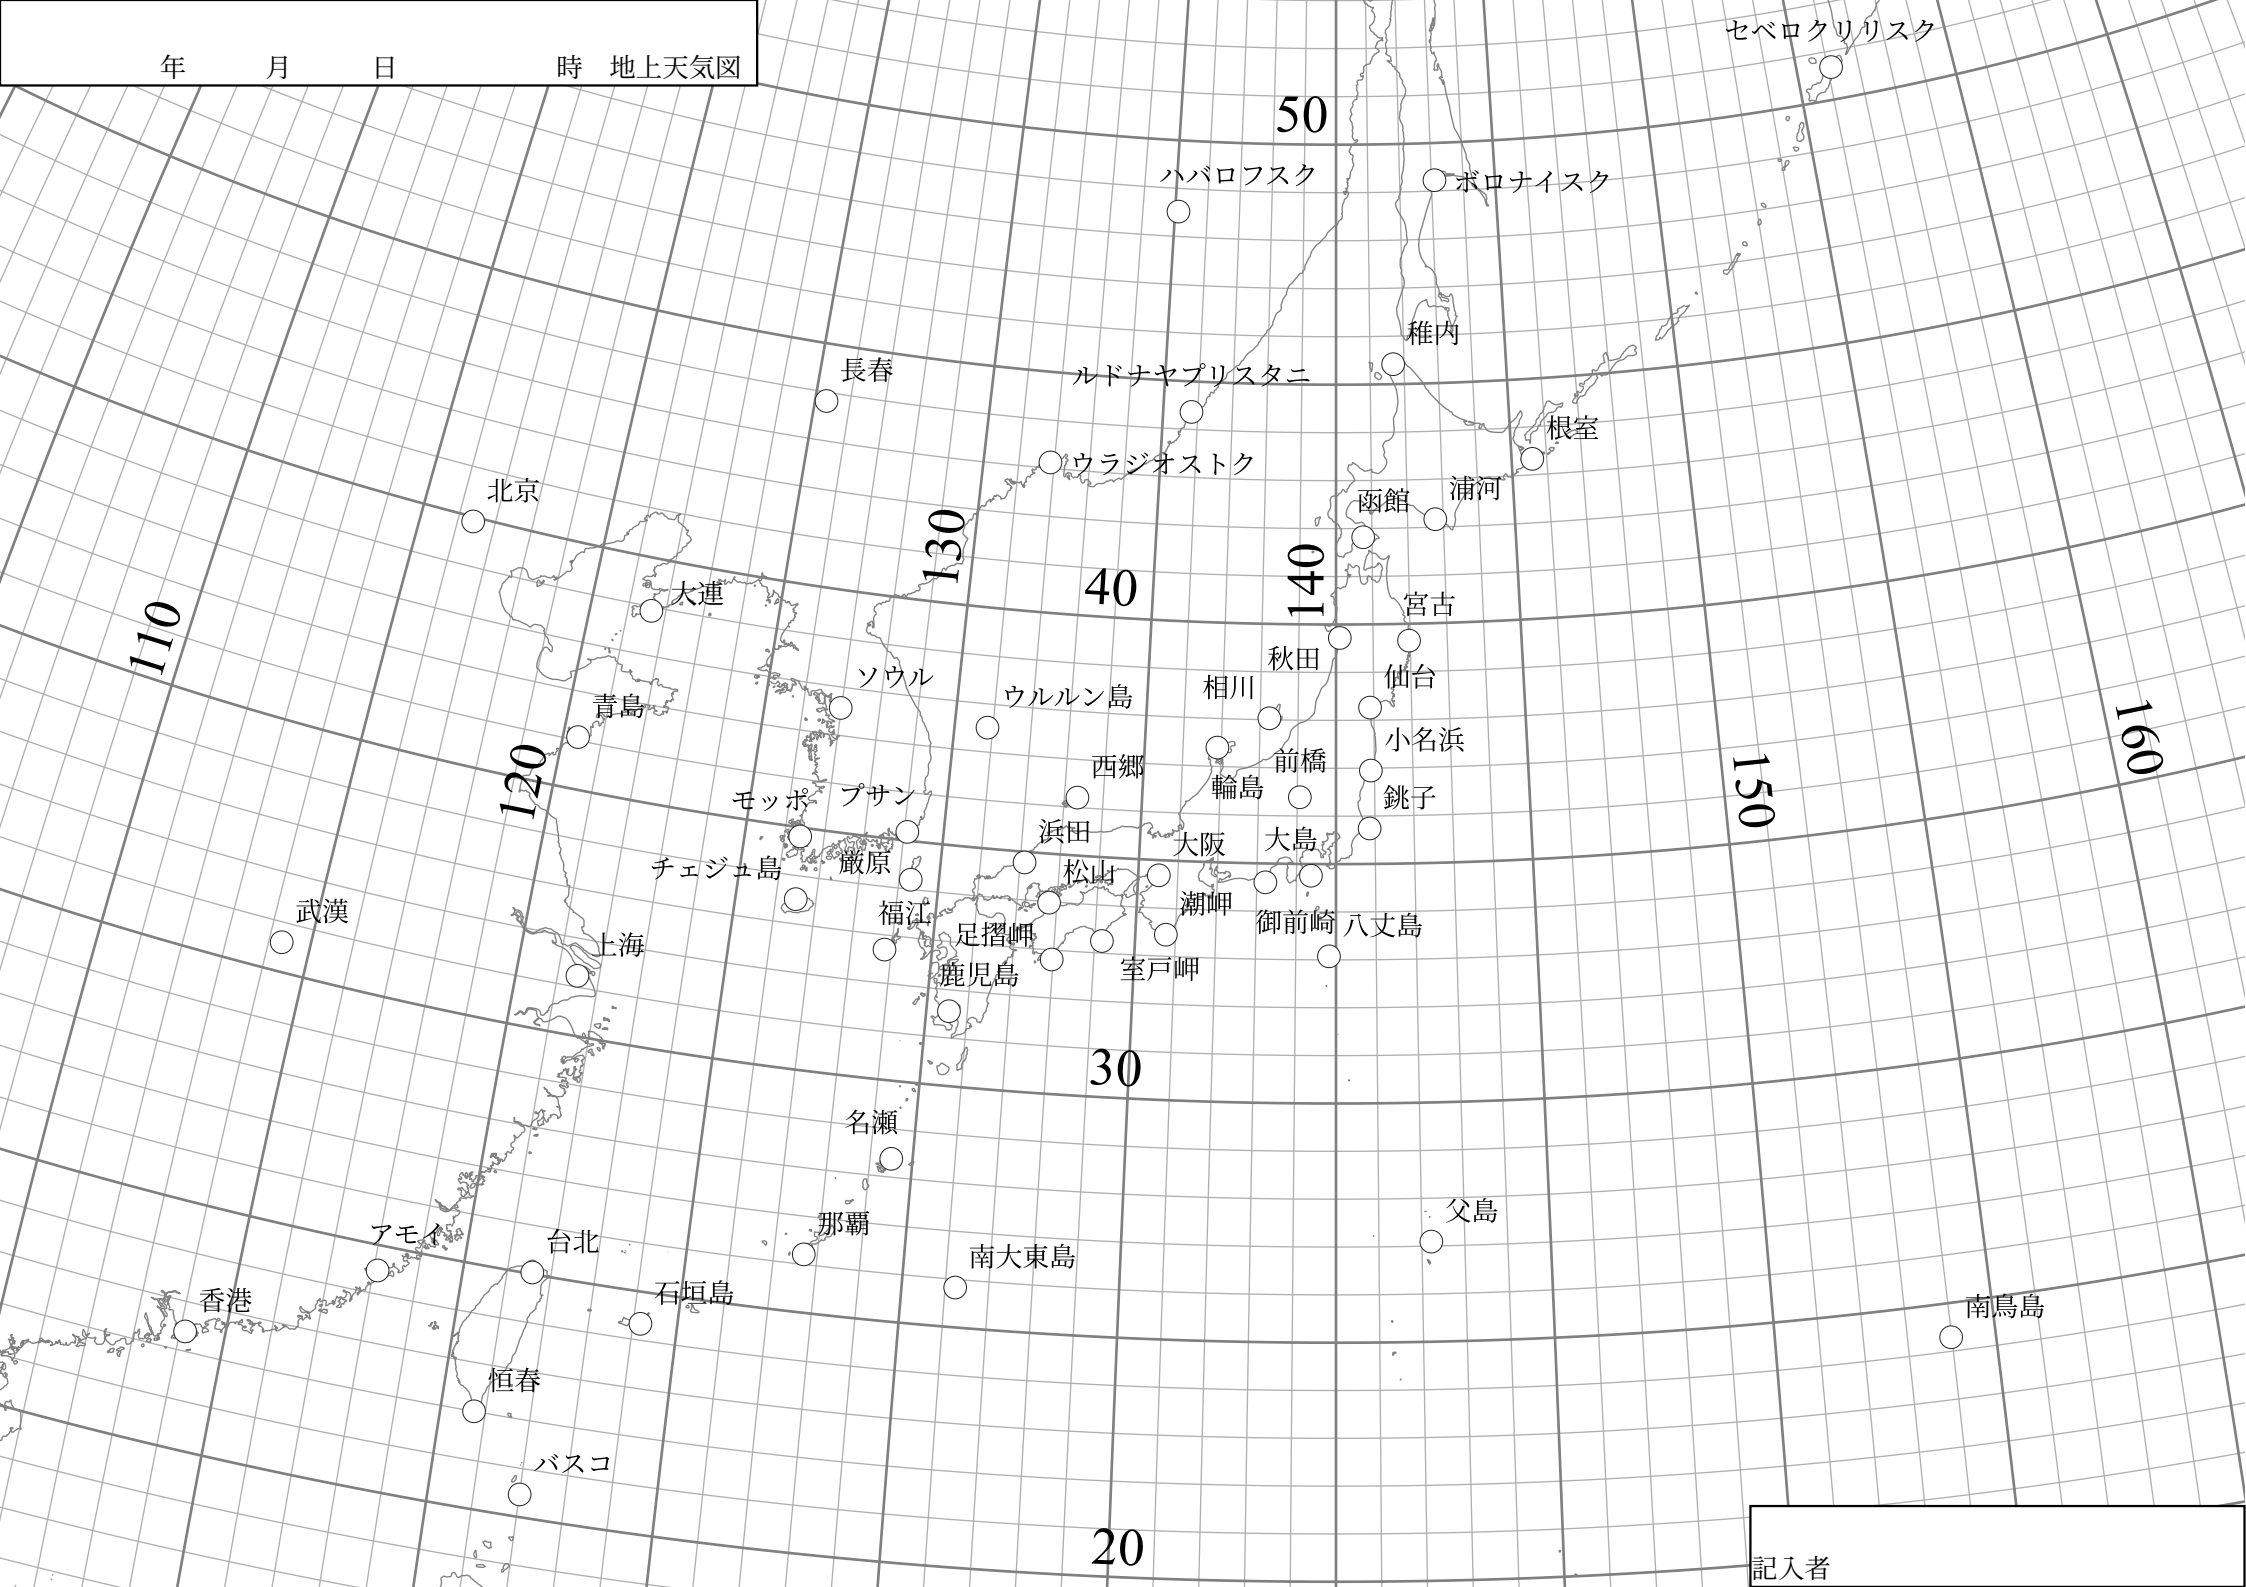 セベロクリリスク
年 月 日 時 地上天気図
50
ハバロフスク
ボロナイスク
稚内
長春
ルドナヤプリスタニ
根室
ウラジオストク
北京
函館
浦河
130
140
40
大連
宮古
110
秋田
ソウル
仙台
相川
ウルルン島
青島
160
小名浜
前橋
西郷
120
150
輪島
モッポ
プサン
銚子
浜田
大島
大阪
厳原
チェジュ島
松山
潮岬
武漢
福江
御前崎
八丈島
足摺岬
上海
室戸岬
鹿児島
30
名瀬
父島
那覇
アモイ
台北
南大東島
石垣島
香港
南鳥島
恒春
バスコ
20
記入者